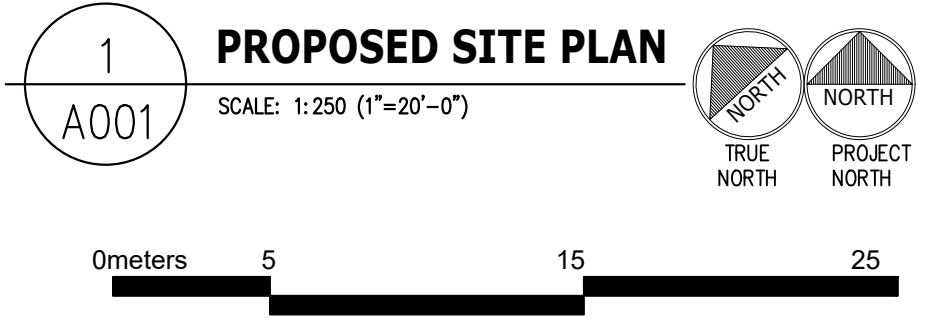 1
A001
PROPOSED SITE PLAN
SCALE: 1:250 (1”=20’-0”)
NORTH
TRUE
NORTH
NORTH
PROJECT
NORTH
0meters 5 15 25